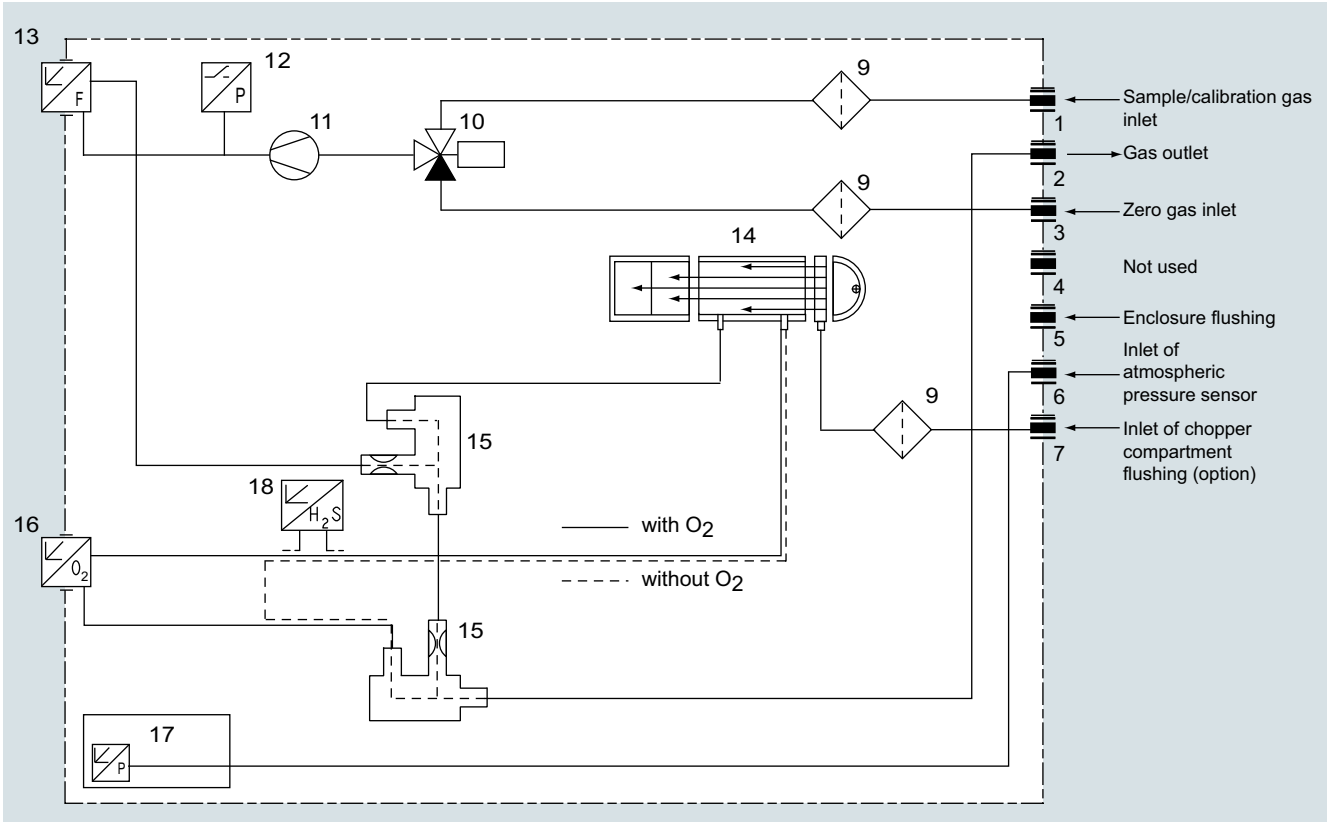 13
12
9
F
P
11
10
1
Sample/calibration gas
inlet
2
Gas outlet
9
3
Zero gas inlet
14
4
Not used
5
Enclosure flushing
6
Inlet of
atmospheric
pressure sensor
9
7
Inlet of chopper
compartment
flushing (option)
15
18
H2S
16
O2
with O2
without O2
15
17
P